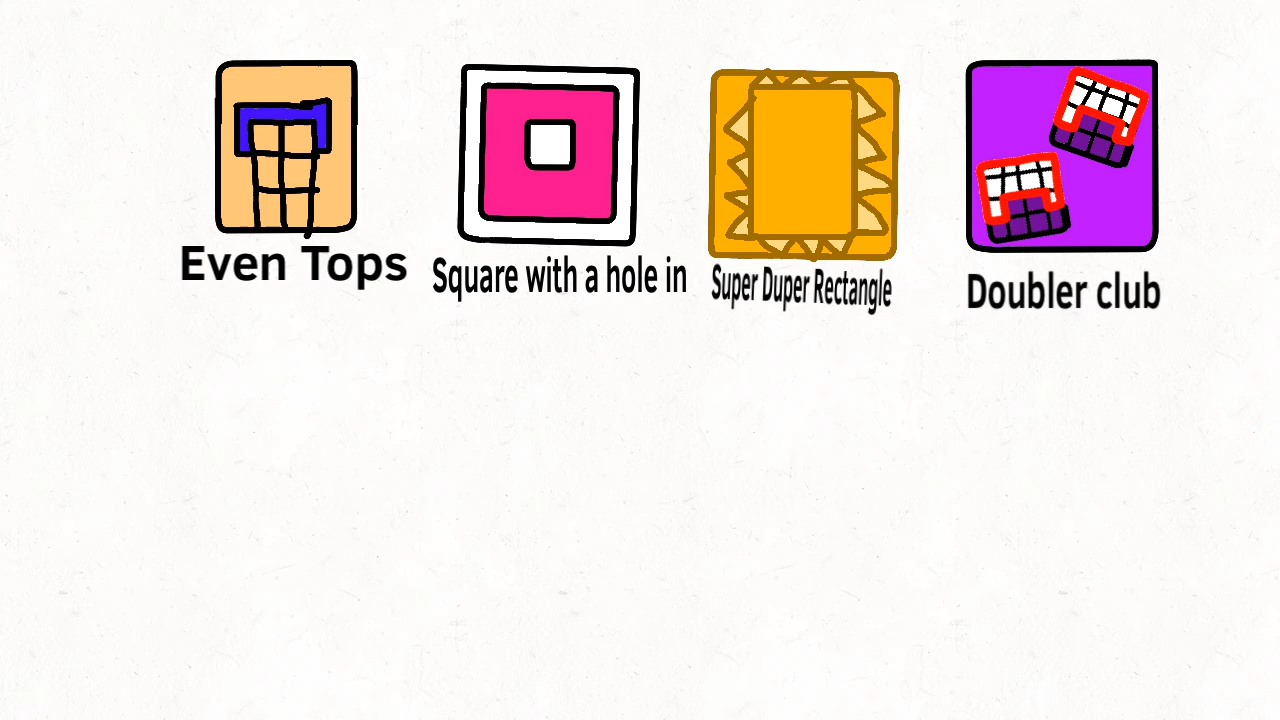 Even Tops
Square with a hole in
Super Duper Rectangle
Doubler club